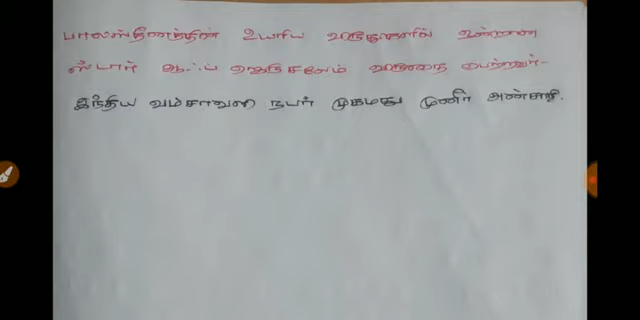 பாலஸ்தீனத்தின் உயரிய விருதுகளில் ஒன்றான
ஸ்டார் ஆஃப் ஜெருசலேம் விருதை பெற்றவர்-
இந்திய வம்சாவளி நபர் முகமது முனீர் அன்சாரி.